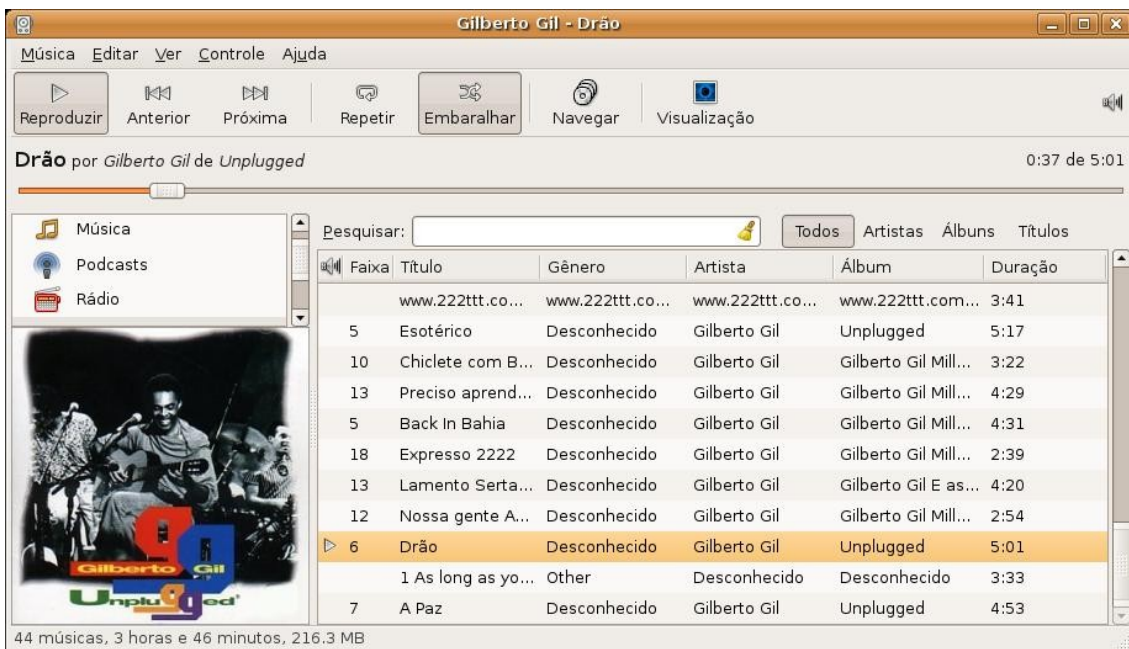 Gilberto Gil - Drão
Música Editar Ver Controle Ajuda
Reproduzir Anterior Próxima Repetir Embaralhar Navegar Visualização
Drão por Gilberto Gil de Unplugged 0:37 de 5:01
Música
Podcasts
Rádio
Gilberto Gil
Unplugged
Pesquisar: Todos Artistas Álbuns Títulos
Faixa Título Gênero Artista Álbum Duração
www.222ttt.co... www.222ttt.co... www.222ttt.co... www.222ttt.com... 3:41
5 Esotérico Desconhecido Gilberto Gil Unplugged 5:17
10 Chiclete com B... Desconhecido Gilberto Gil Gilberto Gil Mill... 3:22
13 Preciso aprend... Desconhecido Gilberto Gil Gilberto Gil Mill... 4:29
5 Back In Bahia Desconhecido Gilberto Gil Gilberto Gil Mill... 4:31
18 Expresso 2222 Desconhecido Gilberto Gil Gilberto Gil Mill... 2:39
13 Lamento Serta... Desconhecido Gilberto Gil Gilberto Gil E as... 4:20
12 Nossa gente A... Desconhecido Gilberto Gil Gilberto Gil Mill... 2:54
6 Drão Desconhecido Gilberto Gil Unplugged 5:01
1 As long as yo... Other Desconhecido Desconhecido 3:33
7 A Paz Desconhecido Gilberto Gil Unplugged 4:53
44 músicas, 3 horas e 46 minutos, 216.3 MB